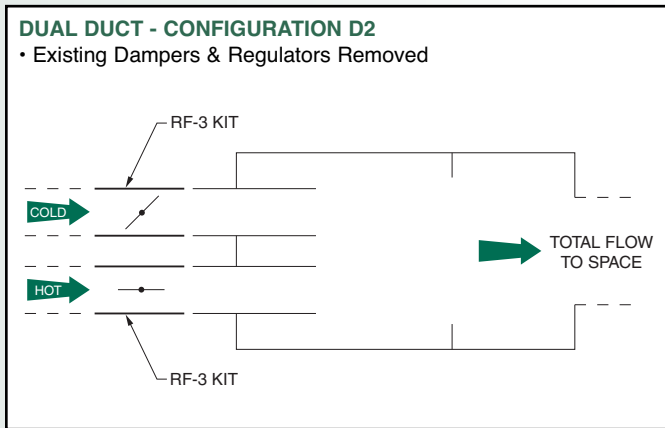 DUAL DUCT - CONFIGURATION D2
• Existing Dampers & Regulators Removed
RF-3 KIT
COLD
HOT
TOTAL FLOW
TO SPACE
RF-3 KIT